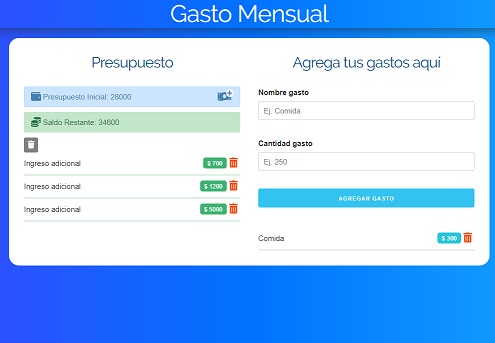 Gasto Mensual
Presupuesto
Presupuesto Inicial: 28000
Saldo Restante: 34600
Ingreso adicional
$ 700
Ingreso adicional
$ 1200
Ingreso adicional
$ 5000
Agrega tus gastos aquí
Nombre gasto
Ej. Comida
Cantidad gasto
Ej. 250
AGREGAR GASTO
Comida
$ 300